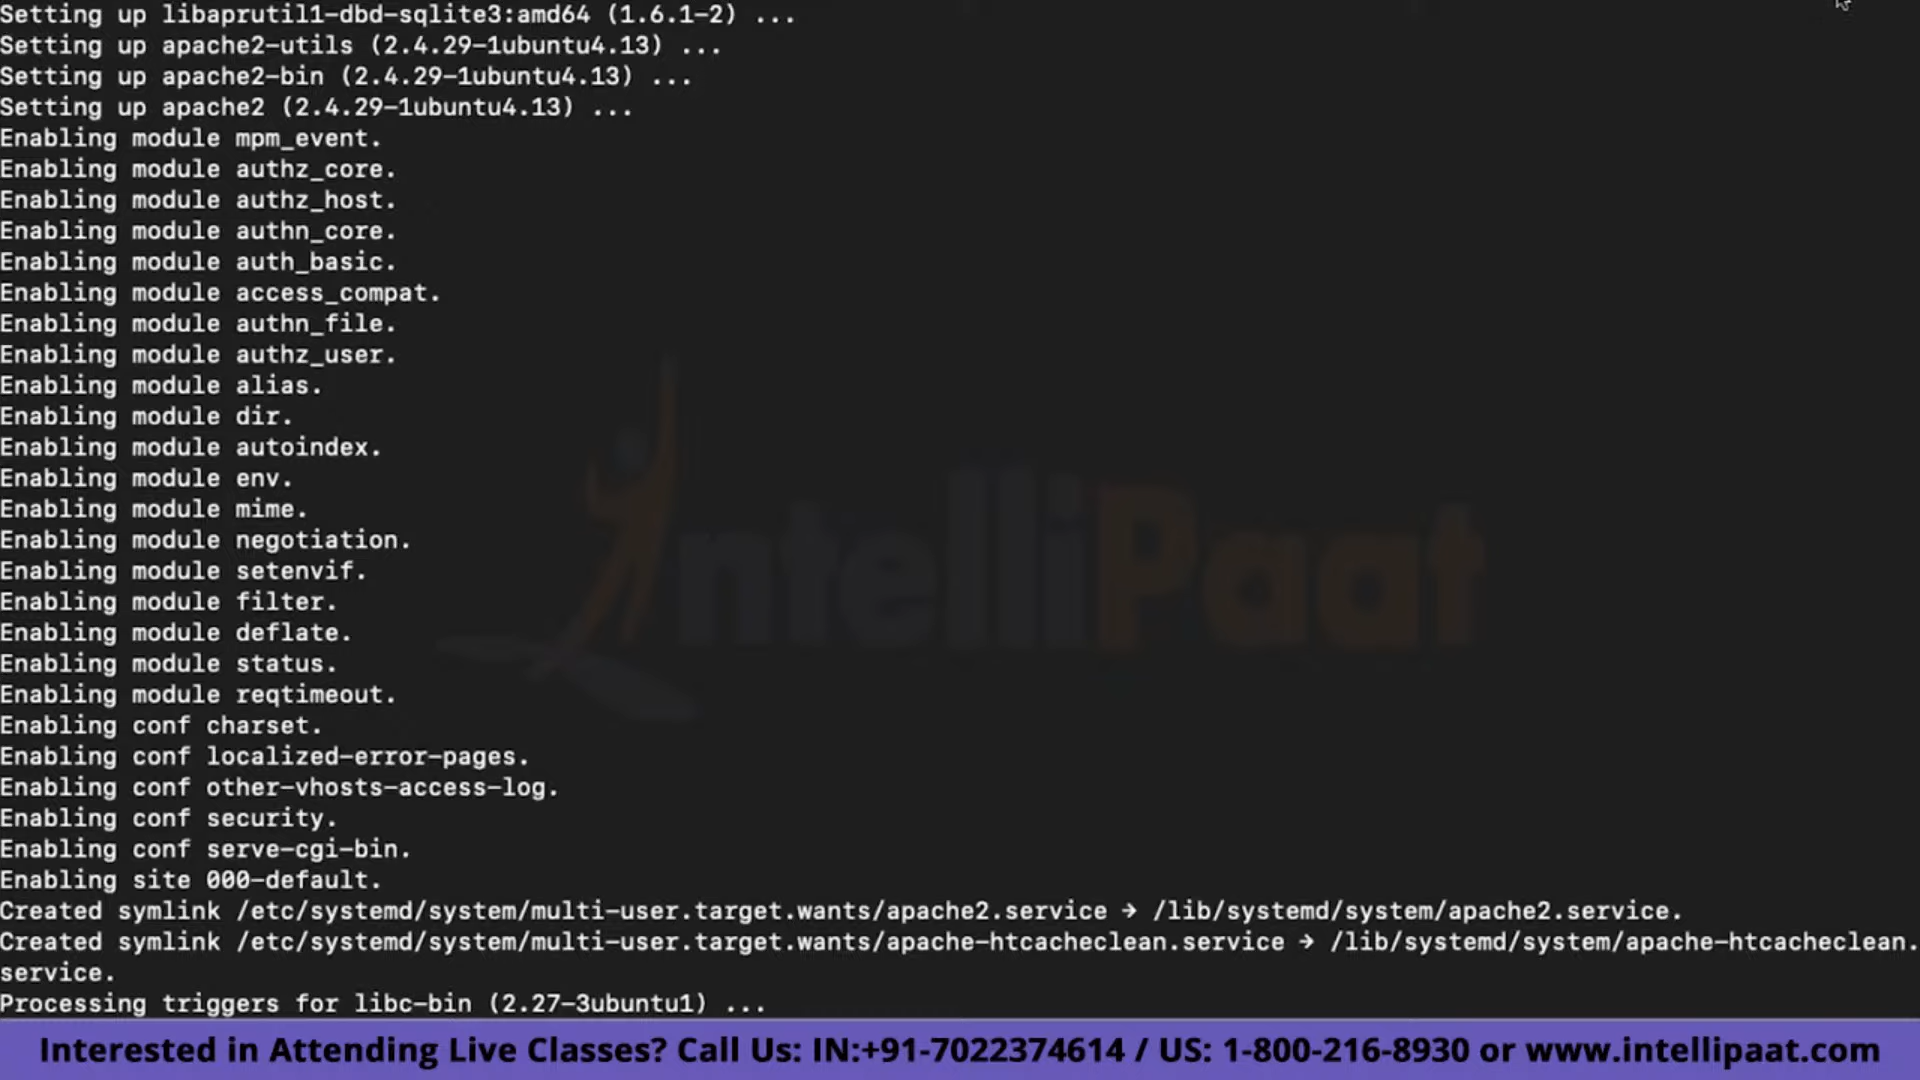 Setting up libaprutil1-dbd-sqlite3:amd64 (1.6.1-2) ...
Setting up apache2-utils (2.4.29-1ubuntu4.13) ...
Setting up apache2-bin (2.4.29-1ubuntu4.13) ...
Setting up apache2 (2.4.29-1ubuntu4.13) ...
Enabling module mpm_event.
Enabling module authz_core.
Enabling module authz_host.
Enabling module authn_core.
Enabling module auth_basic.
Enabling module access_compat.
Enabling module authn_file.
Enabling module authz_user.
Enabling module alias.
Enabling module dir.
Enabling module autoindex.
Enabling module env.
Enabling module mime.
Enabling module negotiation.
Enabling module setenvif.
Enabling module filter.
Enabling module deflate.
Enabling module status.
Enabling module reqtimeout.
Enabling conf charset.
Enabling conf localized-error-pages.
Enabling conf other-vhosts-access-log.
Enabling conf security.
Enabling conf serve-cgi-bin.
Enabling site 000-default.
Created symlink /etc/systemd/system/multi-user.target.wants/apache2.service → /lib/systemd/system/apache2.service.
Created symlink /etc/systemd/system/multi-user.target.wants/apache-htcacheclean.service → /lib/systemd/system/apache-htcacheclean.
service.
Processing triggers for libc-bin (2.27-3ubuntu1) ...
IntelliPaat
Interested in Attending Live Classes? Call Us: IN:+91-7022374614 / US: 1-800-216-8930 or www.intellipaat.com